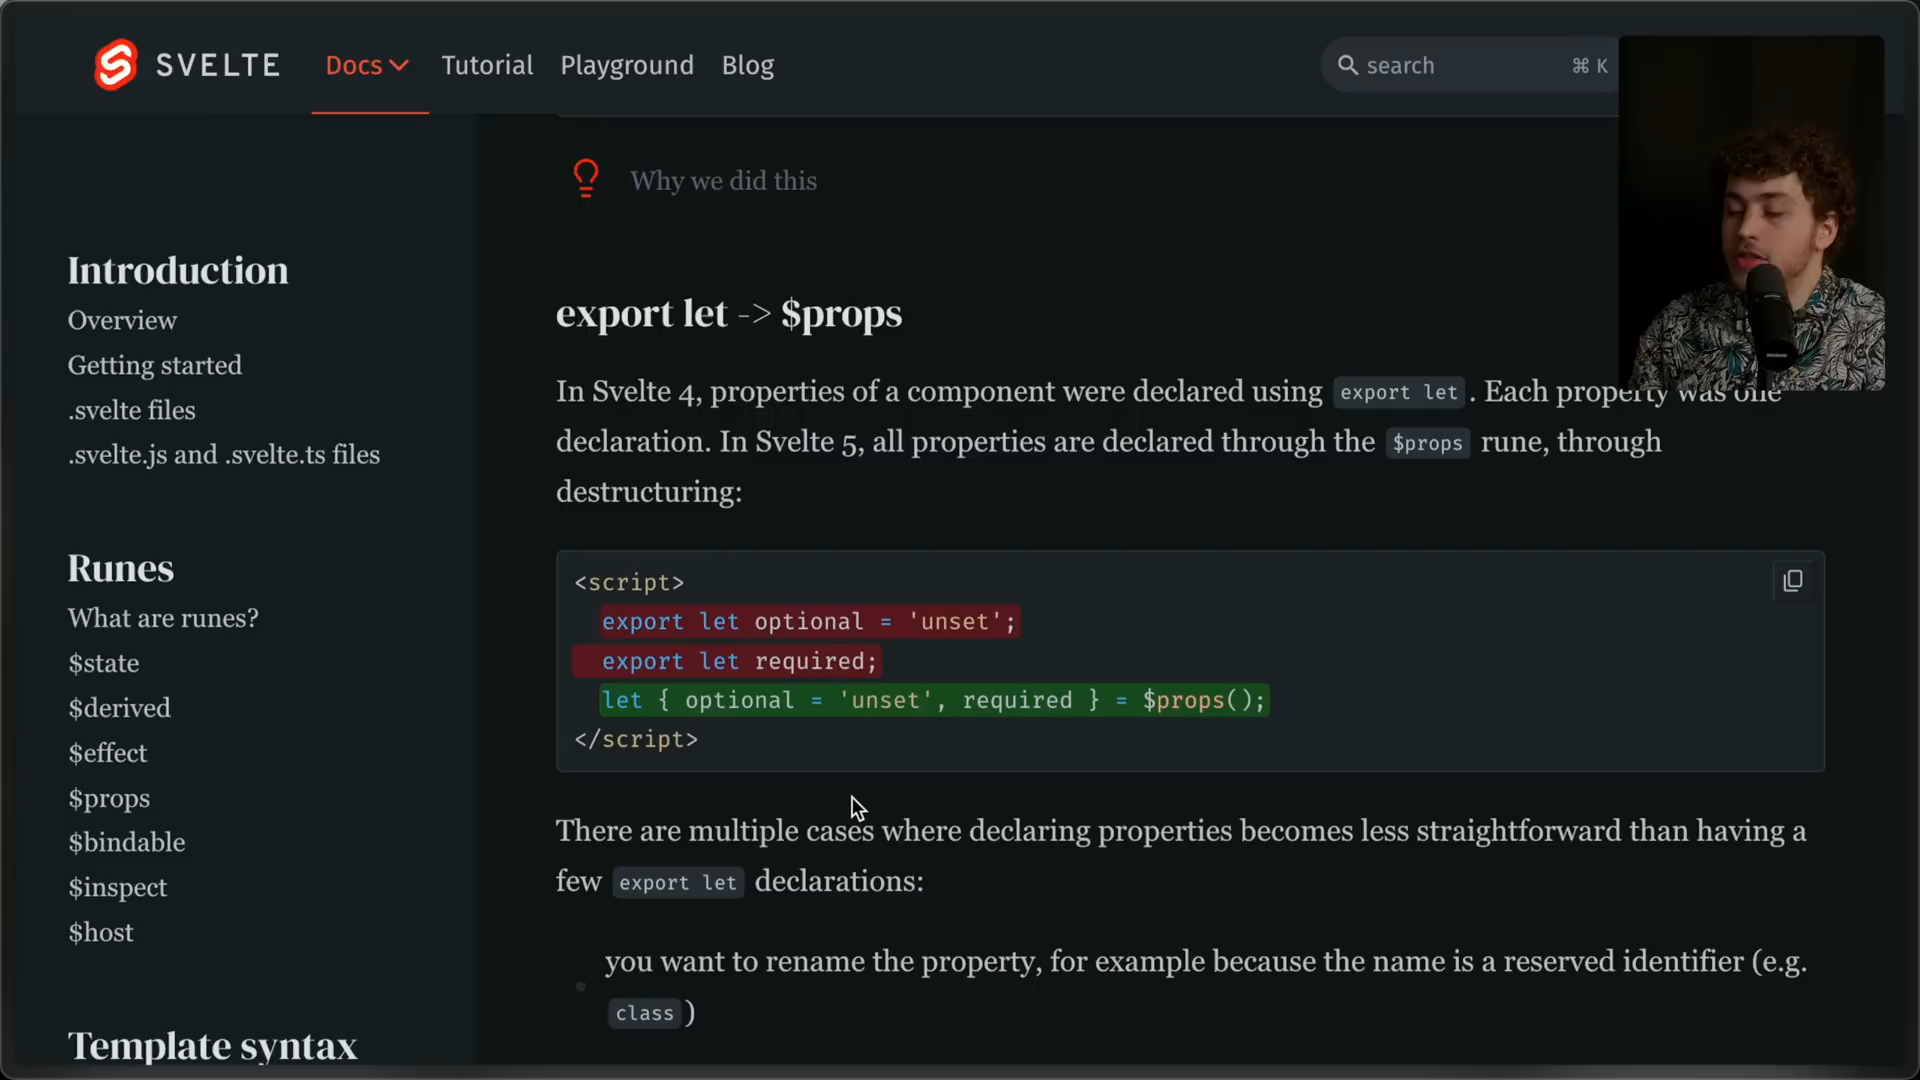 SVELTE
Docs
Tutorial
Playground
Blog
search
⌘ K
Introduction
Overview
Getting started
.svelte files
.svelte.js and .svelte.ts files
Runes
What are runes?
$state
$derived
$effect
$props
$bindable
$inspect
$host
Template syntax
Why we did this
export let -> $props
In Svelte 4, properties of a component were declared using export let . Each property was one
declaration. In Svelte 5, all properties are declared through the $props rune, through
destructuring:
<script>
export let optional = 'unset';
export let required;
let { optional = 'unset', required } = $props();
</script>
There are multiple cases where declaring properties becomes less straightforward than having a
few export let declarations:
you want to rename the property, for example because the name is a reserved identifier (e.g.
class )